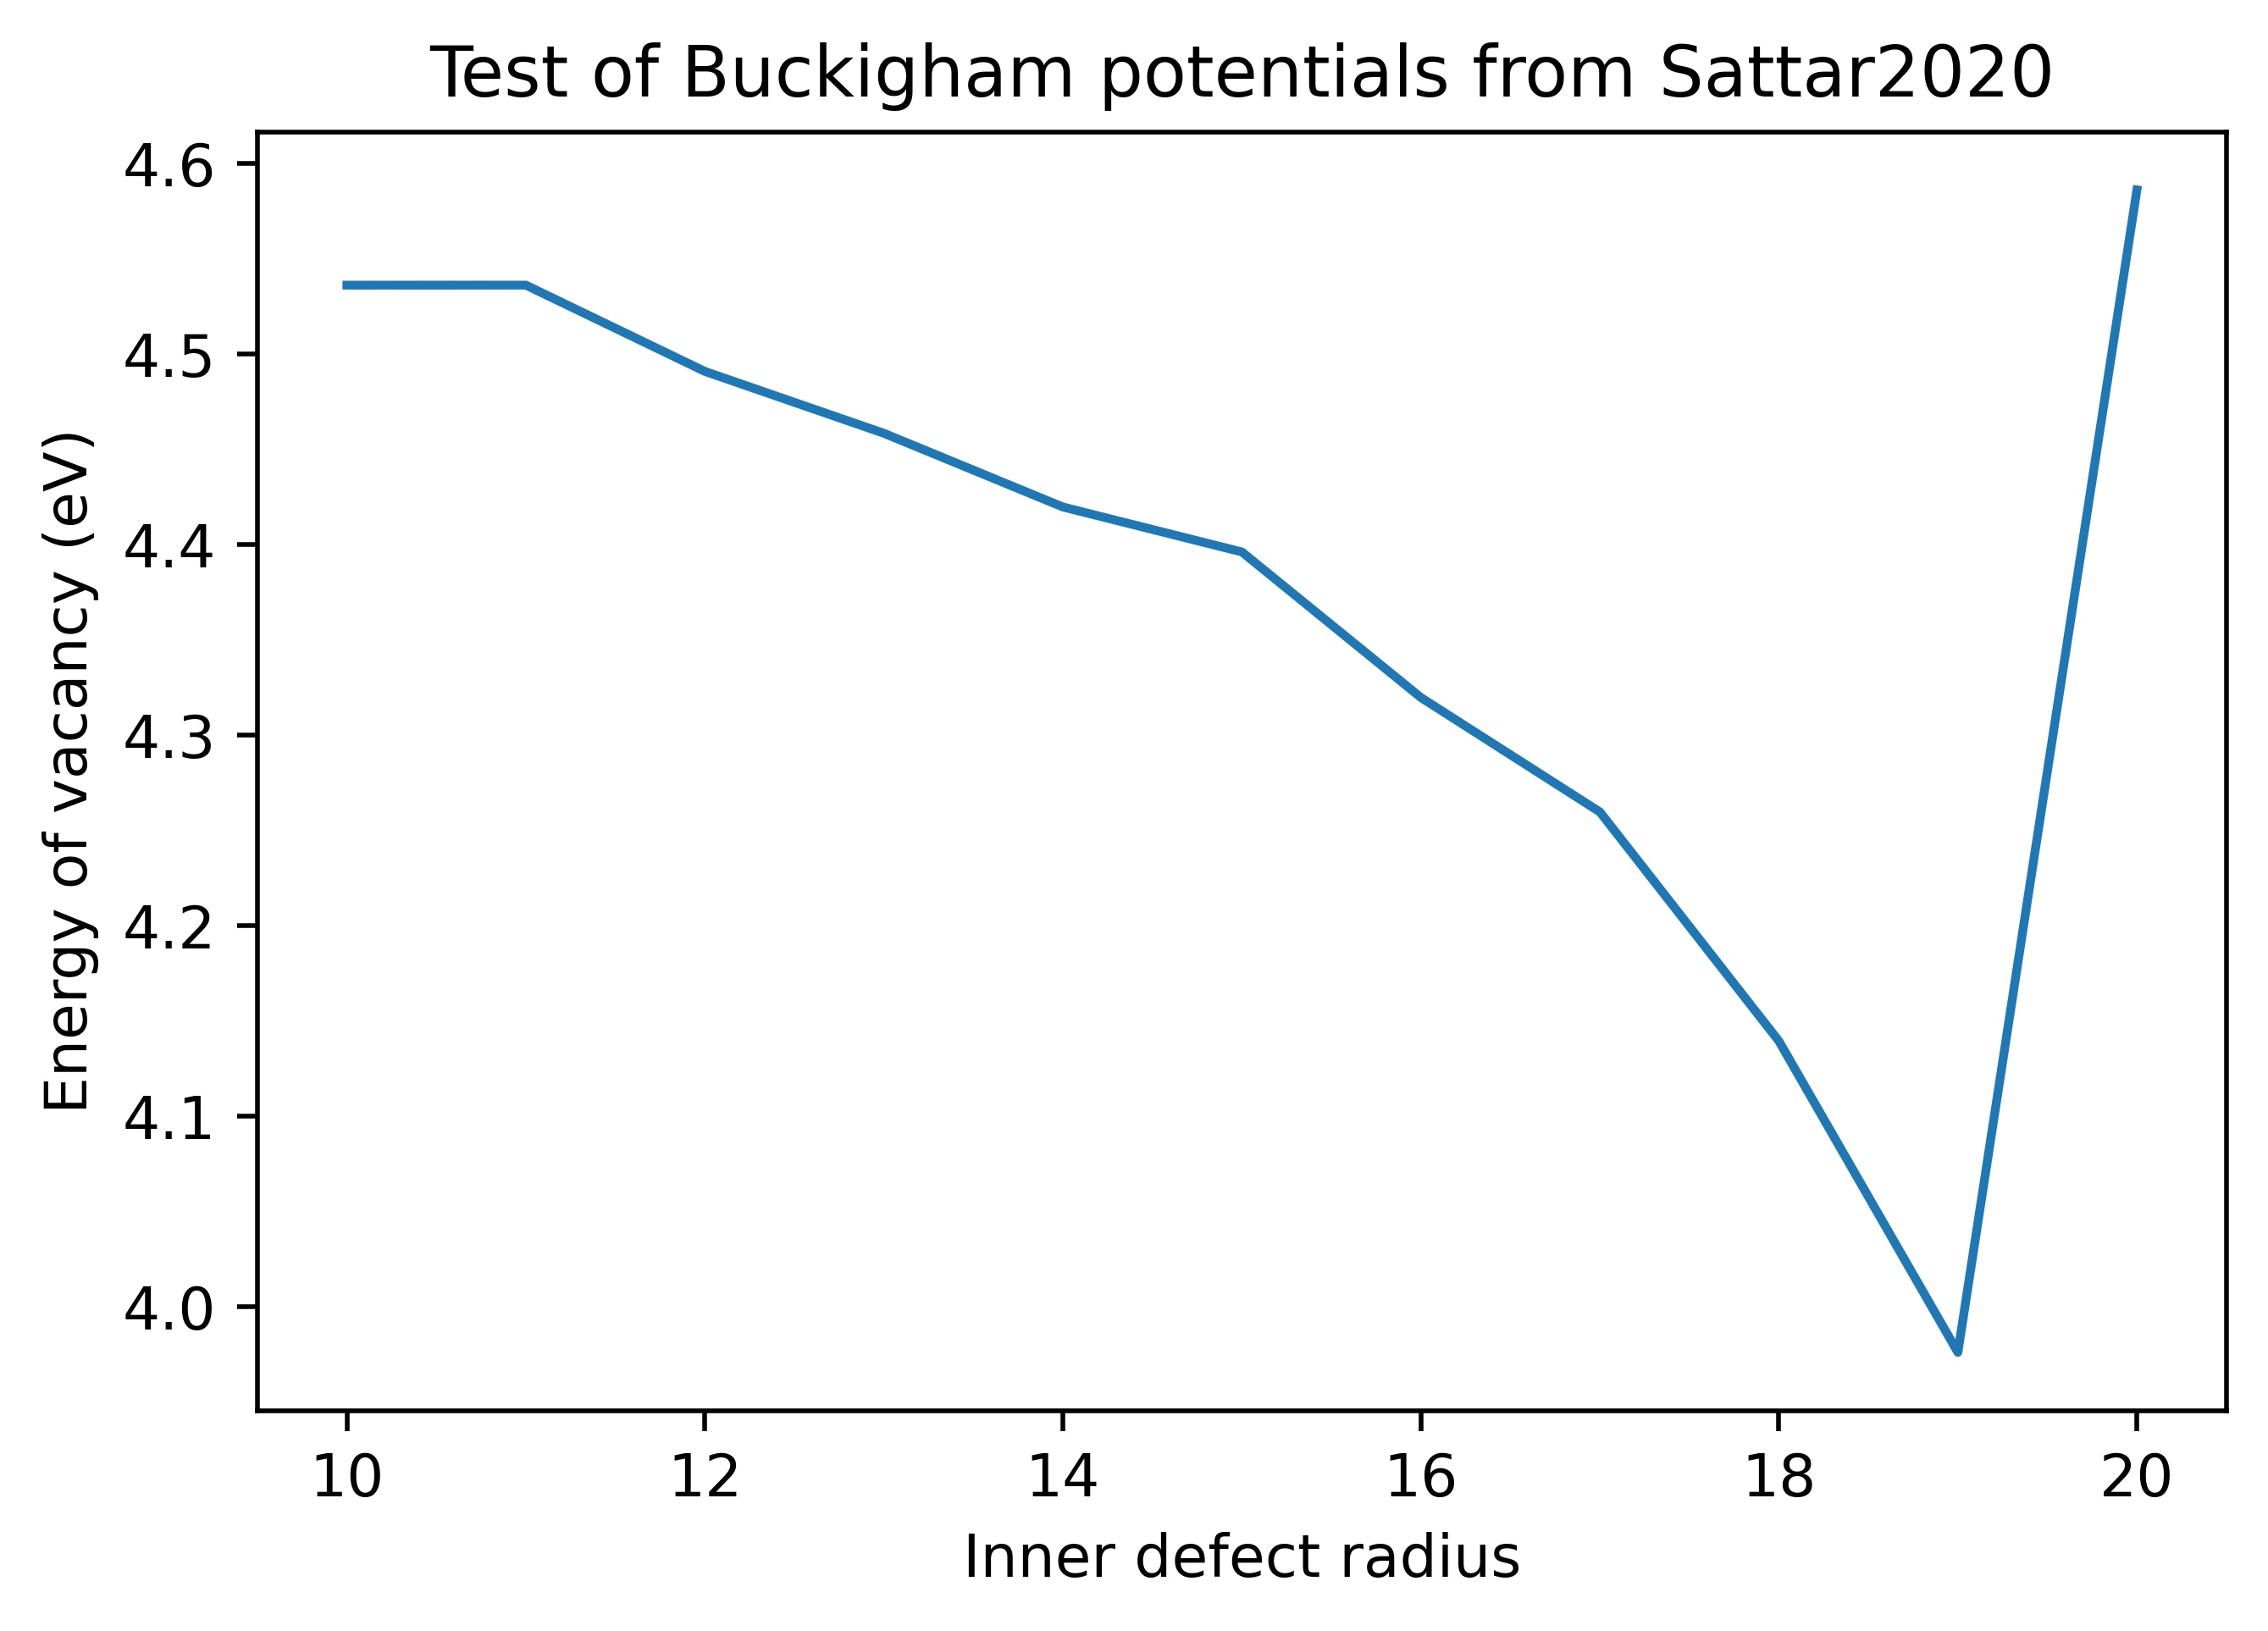 Test of Buckigham potentials from Sattar2020
4.6
4.5
4.4
4.3
4.2
4.1
4.0
Energy of vacancy (eV)
10 12 14 16 18 20
Inner defect radius